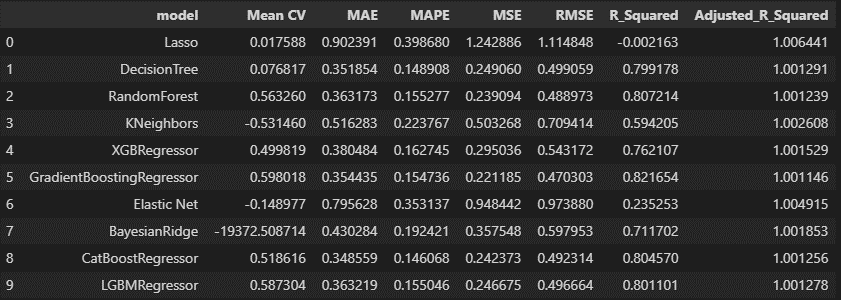 model Mean CV MAE MAPE MSE RMSE R_Squared Adjusted_R_Squared
0 Lasso 0.017588 0.902391 0.398680 1.242886 1.114848 -0.002163 1.006441
1 DecisionTree 0.076817 0.351854 0.148908 0.249060 0.499059 0.799178 1.001291
2 RandomForest 0.563260 0.363173 0.155277 0.239094 0.488973 0.807214 1.001239
3 KNeighbors -0.531460 0.516283 0.223767 0.503268 0.709414 0.594205 1.002608
4 XGBRegressor 0.499819 0.380484 0.162745 0.295036 0.543172 0.762107 1.001529
5 GradientBoostingRegressor 0.598018 0.354435 0.154736 0.221185 0.470303 0.821654 1.001146
6 Elastic Net -0.148977 0.795628 0.353137 0.948442 0.973880 0.235253 1.004915
7 BayesianRidge -19372.508714 0.430284 0.192421 0.357548 0.597953 0.711702 1.001853
8 CatBoostRegressor 0.518616 0.348559 0.146068 0.242373 0.492314 0.804570 1.001256
9 LGBMRegressor 0.587304 0.363219 0.155046 0.246675 0.496664 0.801101 1.001278